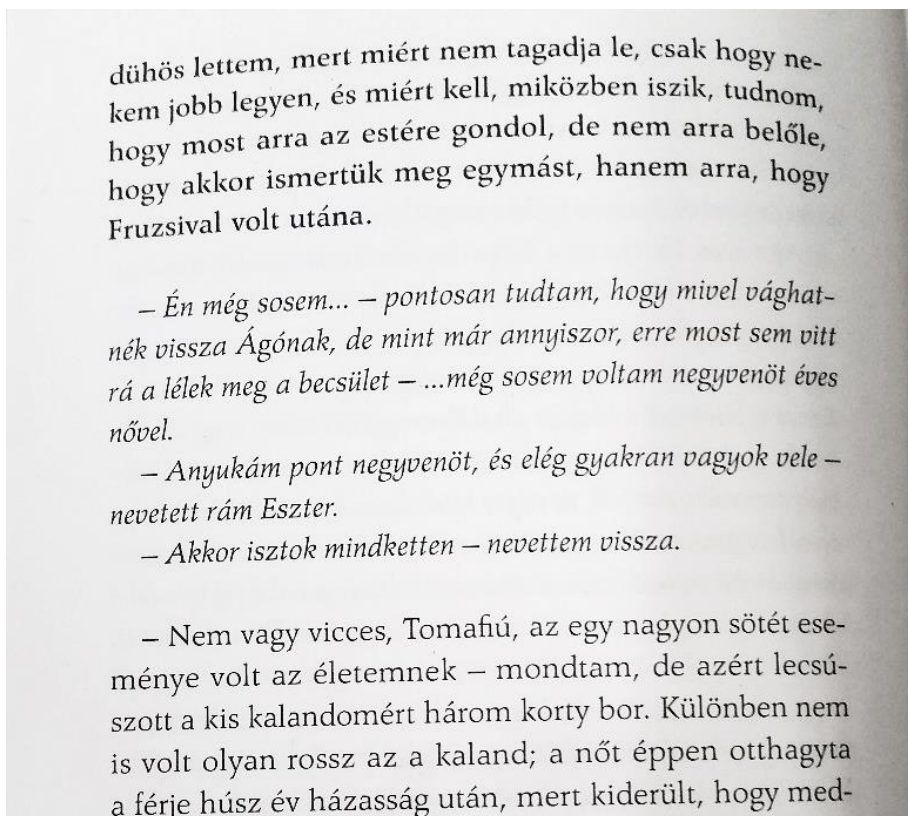 dühös lettem, mert miért nem tagadja le, csak hogy ne-
kem jobb legyen, és miért kell, miközben iszik, tudnom,
hogy most arra az estére gondol, de nem arra belőle,
hogy akkor ismertük meg egymást, hanem arra, hogy
Fruzsival volt utána.
– Én még sosem... – pontosan tudtam, hogy mivel vághat-
nék vissza Ágónak, de mint már annyiszor, erre most sem vitt
rá a lélek meg a becsület – ...még sosem voltam negyvenöt éves
nővel.
– Anyukám pont negyvenöt, és elég gyakran vagyok vele –
nevetett rám Eszter.
– Akkor isztok mindketten – nevettem vissza.
– Nem vagy vicces, Tomafiú, az egy nagyon sötét ese-
ménye volt az életemnek – mondtam, de azért lecsú-
szott a kis kalandomért három korty bor. Különben nem
is volt olyan rossz az a kaland; a nőt éppen otthagyta
a férje húsz év házasság után, mert kiderült, hogy med-